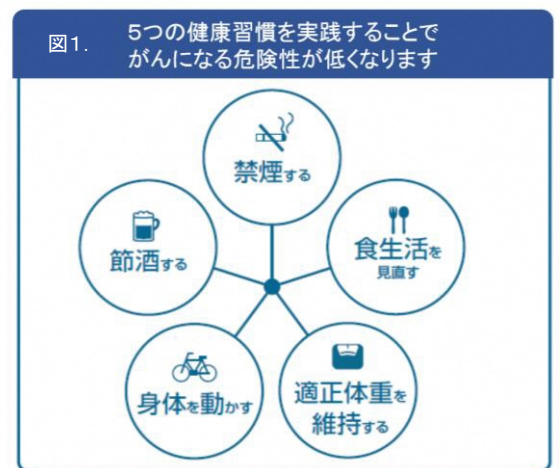 図1.
5つの健康習慣を実践することで
がんになる危険性が低くなります
禁煙する
節酒する
食生活を
見直す
身体を動かす
適正体重を
維持する